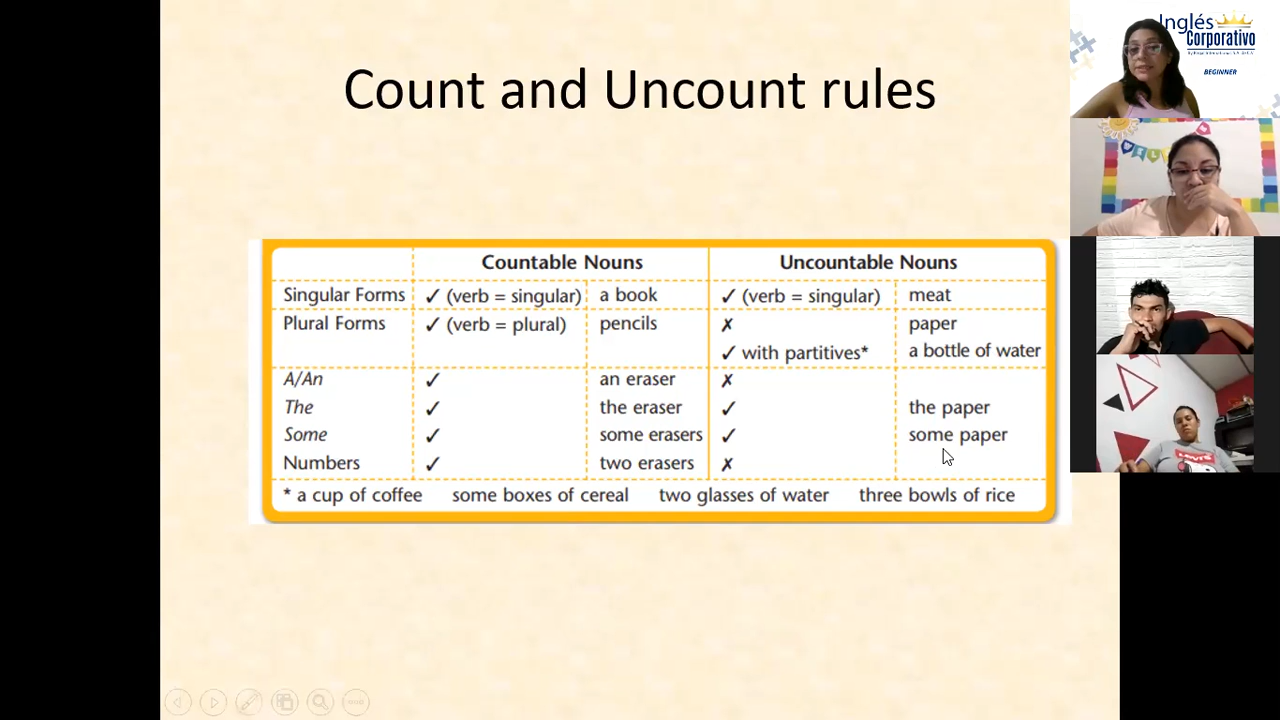 Count and Uncount rules
Countable Nouns Uncountable Nouns
Singular Forms ✓ (verb = singular) a book ✓ (verb = singular) meat
Plural Forms ✓ (verb = plural) pencils ✗ paper
✓ with partitives* a bottle of water
A/An ✓ an eraser ✗
The ✓ the eraser ✓ the paper
Some ✓ some erasers ✓ some paper
Numbers ✓ two erasers ✗
* a cup of coffee some boxes of cereal two glasses of water three bowls of rice
Inglés
Corporativo
BEGINNER
LEVI'S